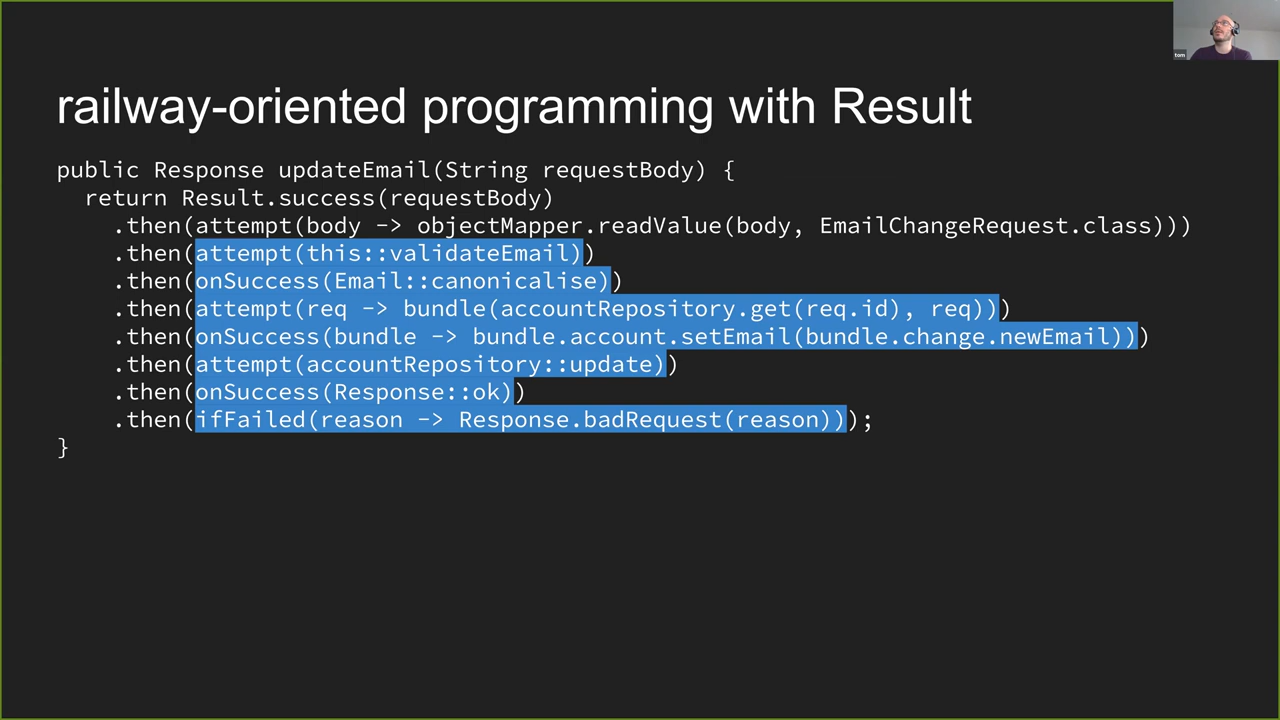 railway-oriented programming with Result
public Response updateEmail(String requestBody) {
return Result.success(requestBody)
.then(attempt(body -> objectMapper.readValue(body, EmailChangeRequest.class)))
.then(attempt(this::validateEmail))
.then(onSuccess(Email::canonicalise))
.then(attempt(req -> bundle(accountRepository.get(req.id), req)))
.then(onSuccess(bundle -> bundle.account.setEmail(bundle.change.newEmail)))
.then(attempt(accountRepository::update))
.then(onSuccess(Response::ok))
.then(ifFailed(reason -> Response.badRequest(reason)));
}
tom